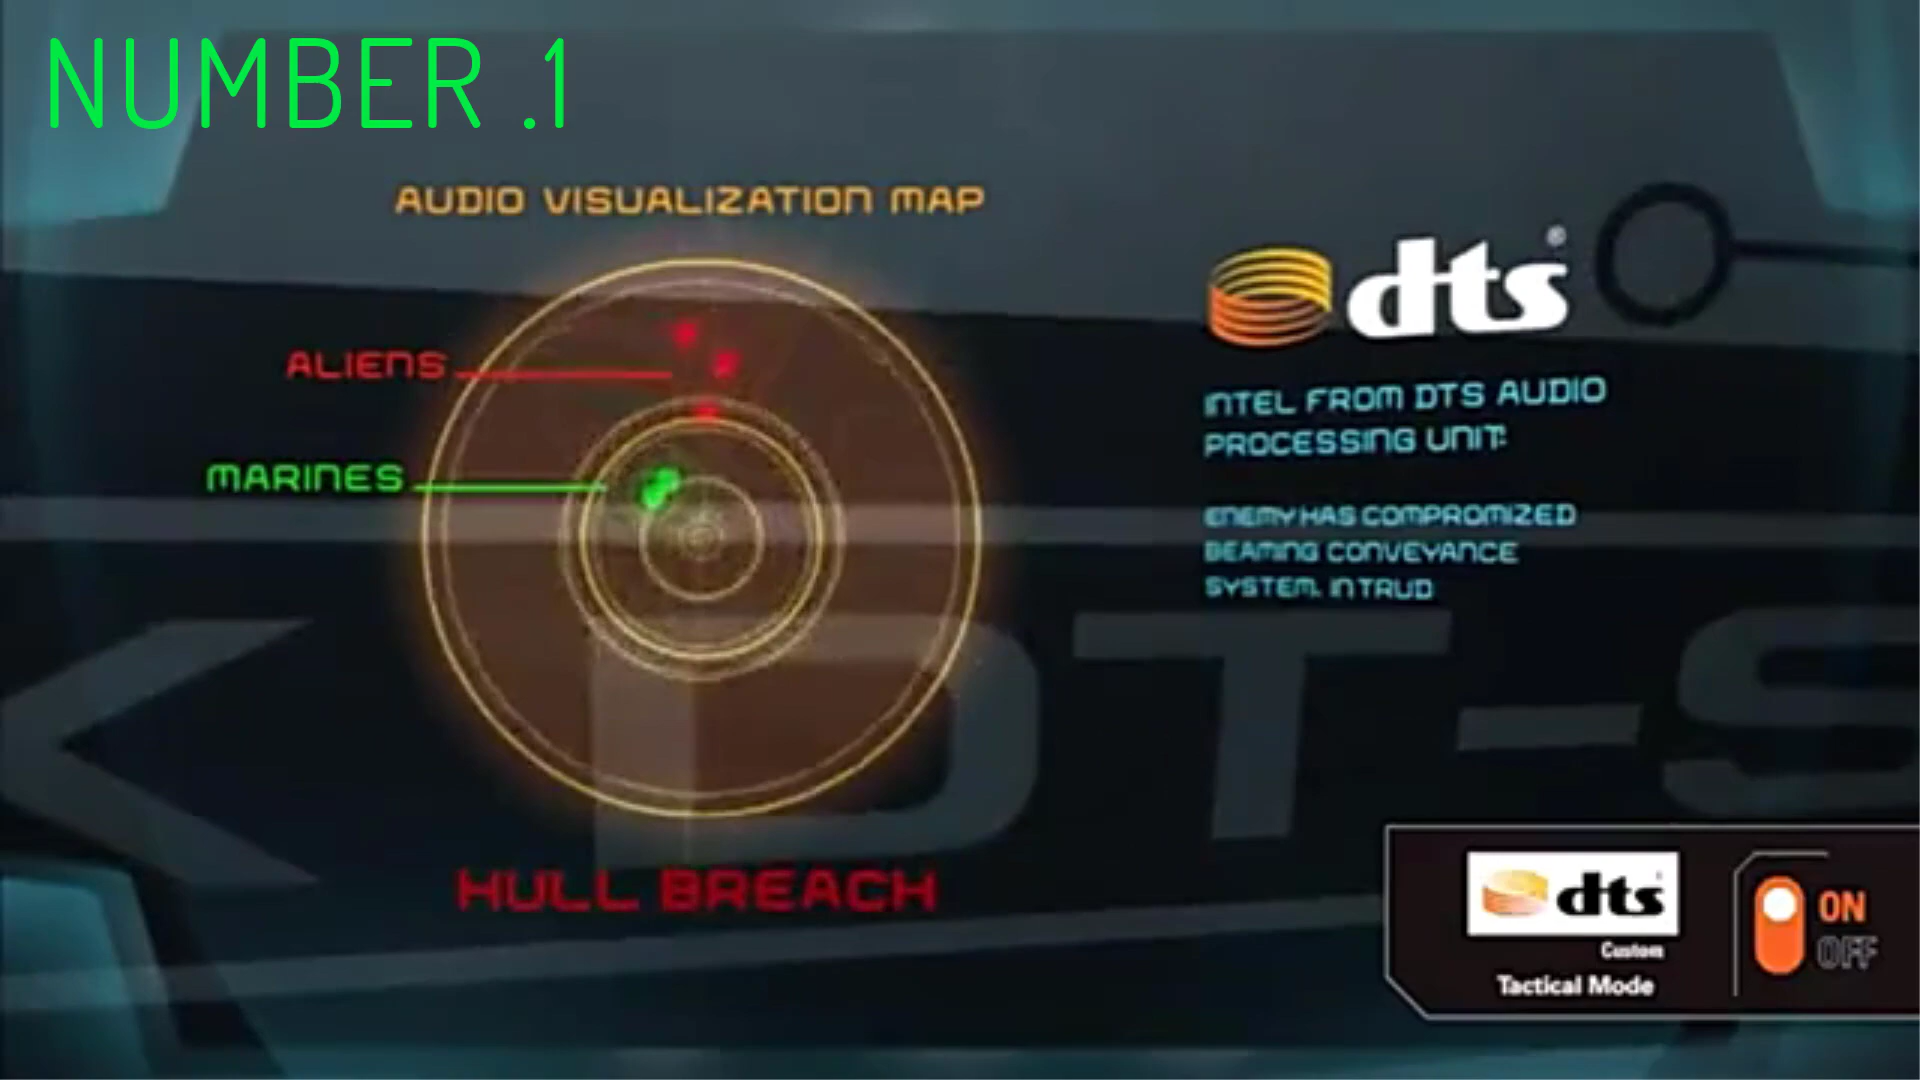 NUMBER .1
AUDIO VISUALIZATION MAP
dts®
ALIENS
INTEL FROM DTS AUDIO
PROCESSING UNIT:
MARINES
ENEMY HAS COMPROMIZED
BEAMING CONVEYANCE
SYSTEM. INTRUD
DT-S
HULL BREACH
dts
Custom
Tactical Mode
ON
OFF